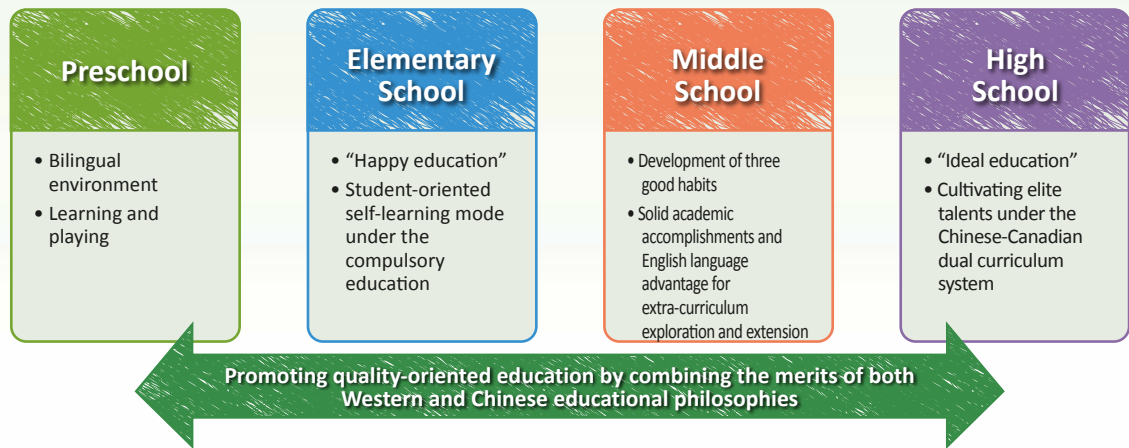 Preschool
• Bilingual
environment
• Learning and
playing
Elementary
School
• “Happy education”
• Student-oriented
self-learning mode
under the
compulsory
education
Middle
School
• Development of three
good habits
• Solid academic
accomplishments and
English language
advantage for
extra-curriculum
exploration and extension
High
School
• “Ideal education”
• Cultivating elite
talents under the
Chinese-Canadian
dual curriculum
system
Promoting quality-oriented education by combining the merits of both
Western and Chinese educational philosophies